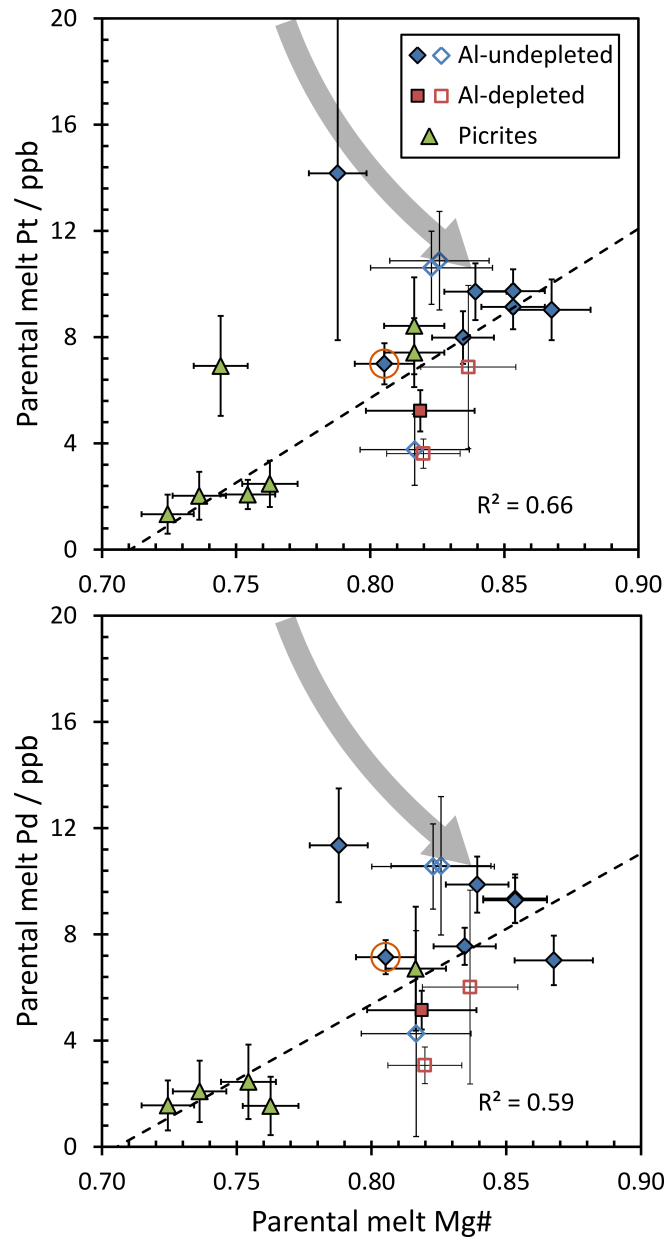 20
16
12
8
4
0
Parental melt Pt / ppb
Al-undepleted
Al-depleted
Picrites
R² = 0.66
0.70 0.75 0.80 0.85 0.90
20
16
12
8
4
0
Parental melt Pd / ppb
R² = 0.59
0.70 0.75 0.80 0.85 0.90
Parental melt Mg#